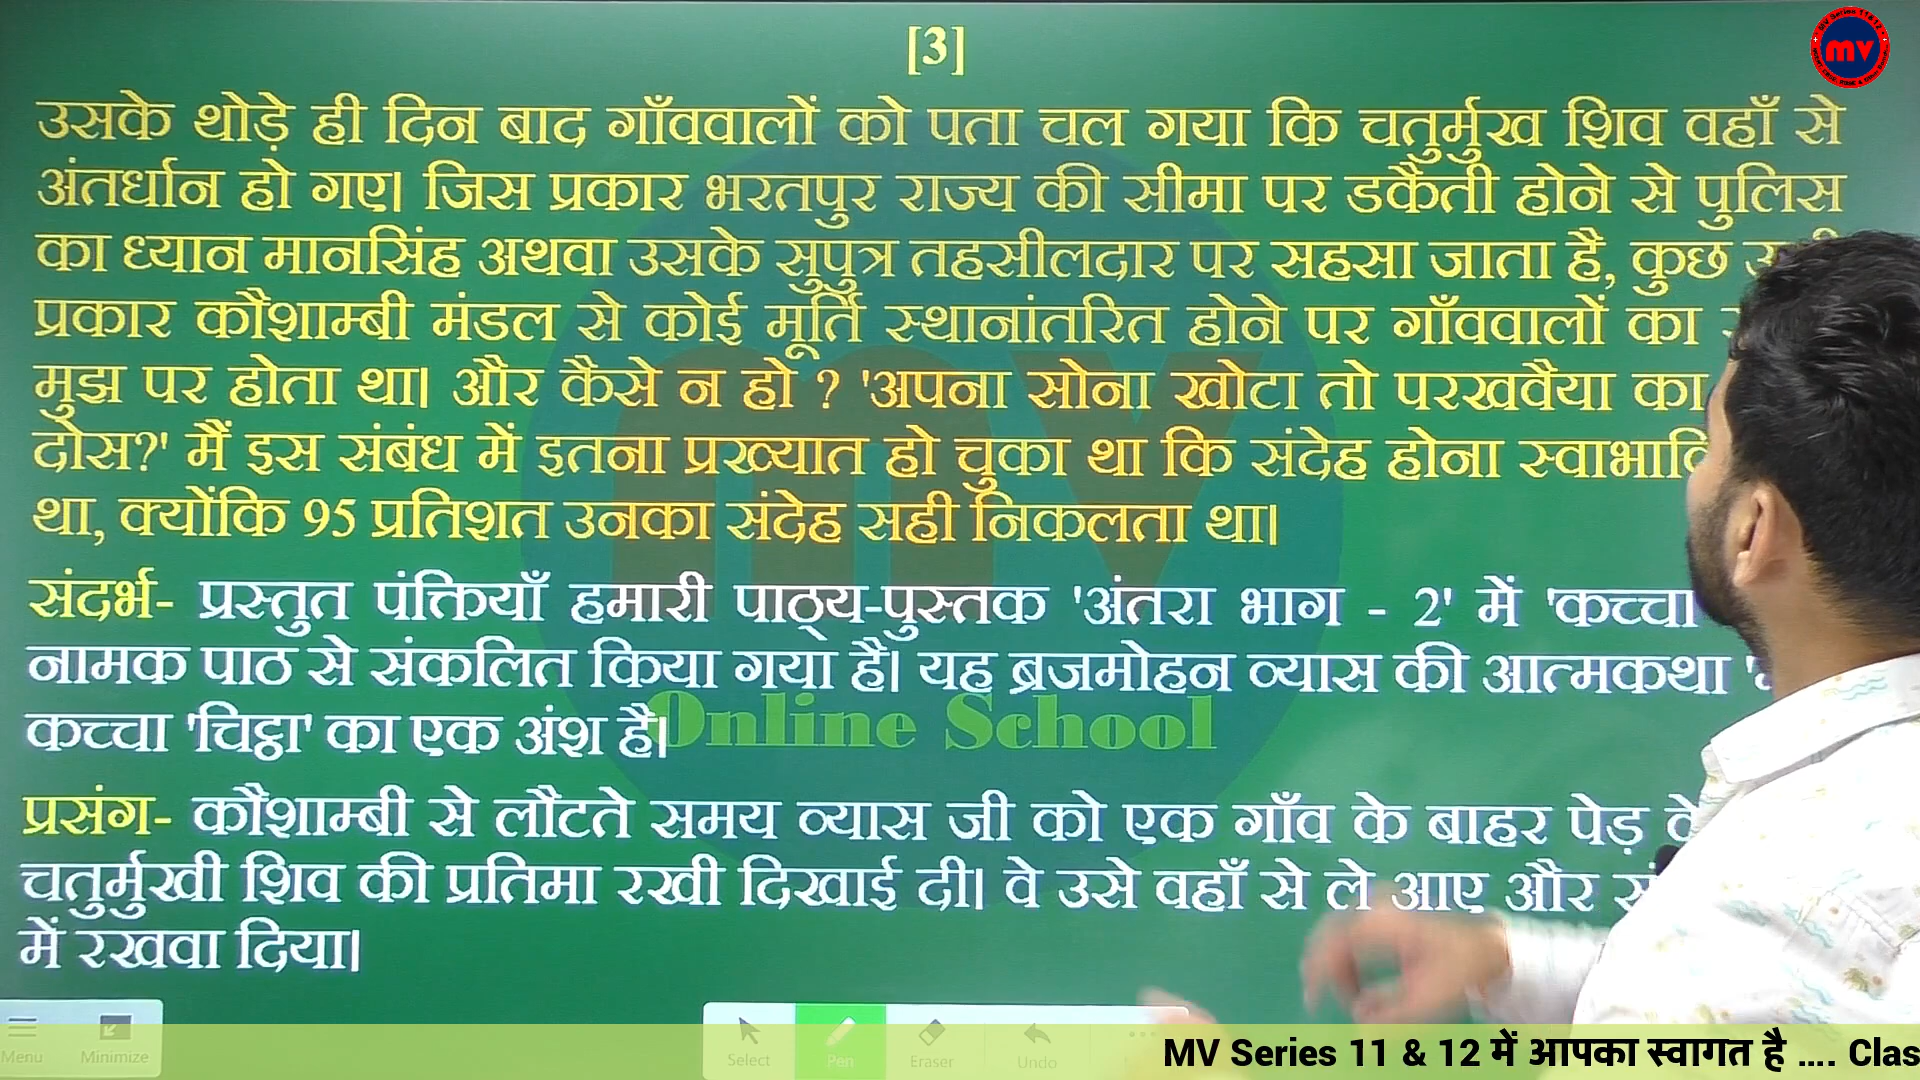 [3]
mv
उसके थोड़े ही दिन बाद गाँववालों को पता चल गया कि चतुर्मुख शिव वहाँ से
अंतर्धान हो गए। जिस प्रकार भरतपुर राज्य की सीमा पर डकैती होने से पुलिस
का ध्यान मानसिंह अथवा उसके सुपुत्र तहसीलदार पर सहसा जाता है, कुछ
प्रकार कौशाम्बी मंडल से कोई मूर्ति स्थानांतरित होने पर गाँववालों का
मुझ पर होता था। और कैसे न हो ? 'अपना सोना खोटा तो परखवैया का
दोस?' मैं इस संबंध में इतना प्रख्यात हो चुका था कि संदेह होना
था, क्योंकि 95 प्रतिशत उनका संदेह सही निकलता था।
संदर्भ- प्रस्तुत पंक्तियाँ हमारी पाठ्य-पुस्तक 'अंतरा भाग - 2' में 'कच्चा
नामक पाठ से संकलित किया गया है। यह ब्रजमोहन व्यास की आत्मकथा
कच्चा 'चिट्ठा' का एक अंश है।
Online School
प्रसंग- कौशाम्बी से लौटते समय व्यास जी को एक गाँव के बाहर पेड़
चतुर्मुखी शिव की प्रतिमा रखी दिखाई दी। वे उसे वहाँ से ले आए और
में रखवा दिया।
Menu Minimize Select Pen Eraser Undo
MV Series 11 & 12 में आपका स्वागत है .... Clas